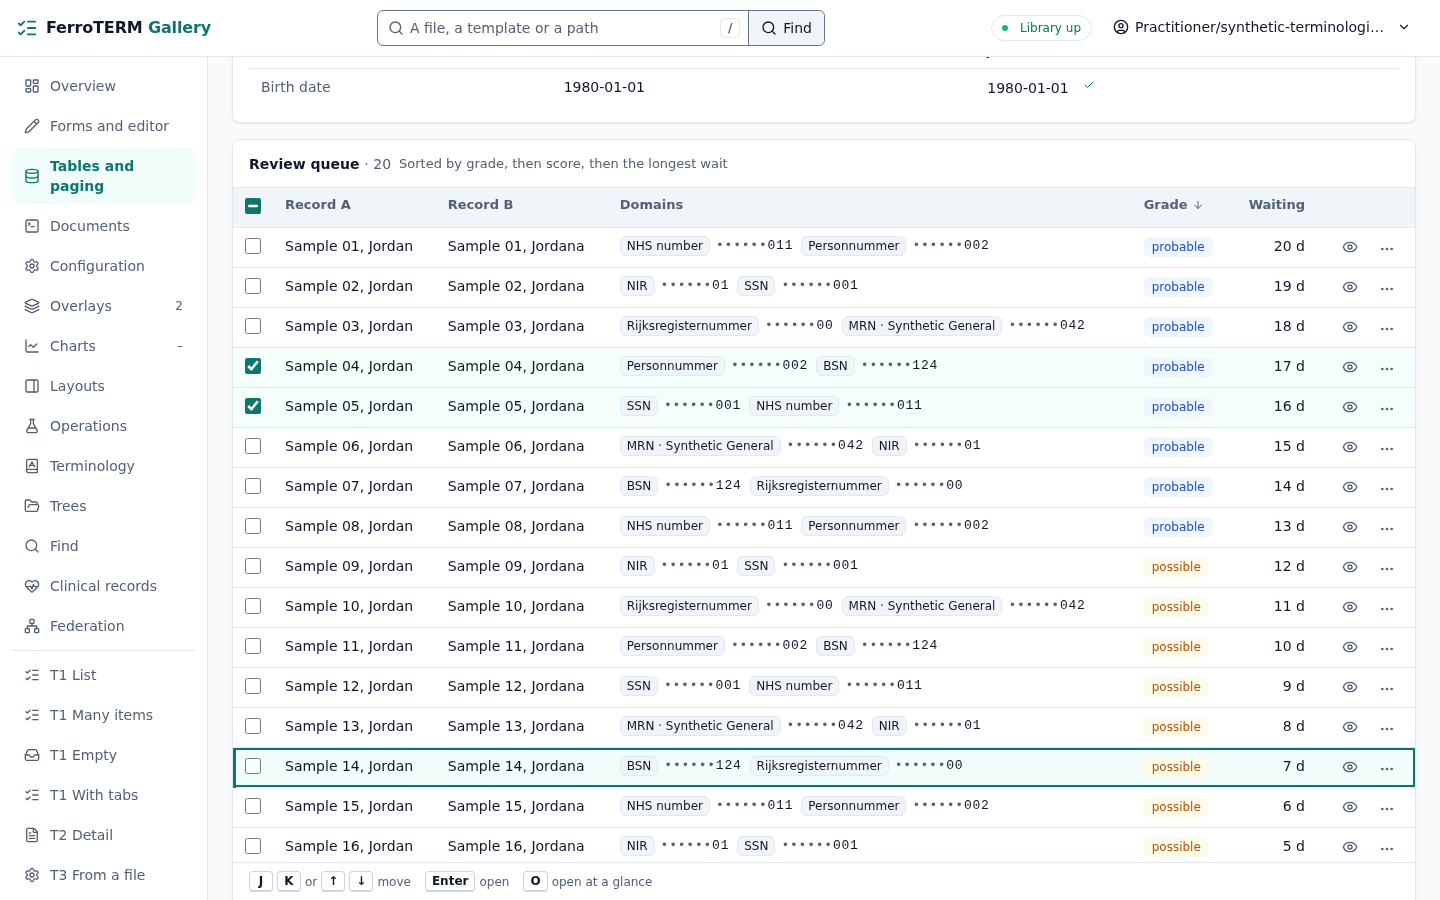 FerroTERM Gallery
A file, a template or a path
/
Find
Library up
Practitioner/synthetic-terminologi...
Overview
Forms and editor
Tables and paging
Documents
Configuration
Overlays 2
Charts –
Layouts
Operations
Terminology
Trees
Find
Clinical records
Federation
T1 List
T1 Many items
T1 Empty
T1 With tabs
T2 Detail
T3 From a file
Birth date 1980-01-01 1980-01-01
Review queue · 20 Sorted by grade, then score, then the longest wait
Record A Record B Domains Grade ↓ Waiting
Sample 01, Jordan Sample 01, Jordana NHS number ••••••011 Personnummer ••••••002 probable 20 d
Sample 02, Jordan Sample 02, Jordana NIR ••••••01 SSN ••••••001 probable 19 d
Sample 03, Jordan Sample 03, Jordana Rijksregisternummer ••••••00 MRN · Synthetic General ••••••042 probable 18 d
Sample 04, Jordan Sample 04, Jordana Personnummer ••••••002 BSN ••••••124 probable 17 d
Sample 05, Jordan Sample 05, Jordana SSN ••••••001 NHS number ••••••011 probable 16 d
Sample 06, Jordan Sample 06, Jordana MRN · Synthetic General ••••••042 NIR ••••••01 probable 15 d
Sample 07, Jordan Sample 07, Jordana BSN ••••••124 Rijksregisternummer ••••••00 probable 14 d
Sample 08, Jordan Sample 08, Jordana NHS number ••••••011 Personnummer ••••••002 probable 13 d
Sample 09, Jordan Sample 09, Jordana NIR ••••••01 SSN ••••••001 possible 12 d
Sample 10, Jordan Sample 10, Jordana Rijksregisternummer ••••••00 MRN · Synthetic General ••••••042 possible 11 d
Sample 11, Jordan Sample 11, Jordana Personnummer ••••••002 BSN ••••••124 possible 10 d
Sample 12, Jordan Sample 12, Jordana SSN ••••••001 NHS number ••••••011 possible 9 d
Sample 13, Jordan Sample 13, Jordana MRN · Synthetic General ••••••042 NIR ••••••01 possible 8 d
Sample 14, Jordan Sample 14, Jordana BSN ••••••124 Rijksregisternummer ••••••00 possible 7 d
Sample 15, Jordan Sample 15, Jordana NHS number ••••••011 Personnummer ••••••002 possible 6 d
Sample 16, Jordan Sample 16, Jordana NIR ••••••01 SSN ••••••001 possible 5 d
J K or ↑ ↓ move Enter open O open at a glance